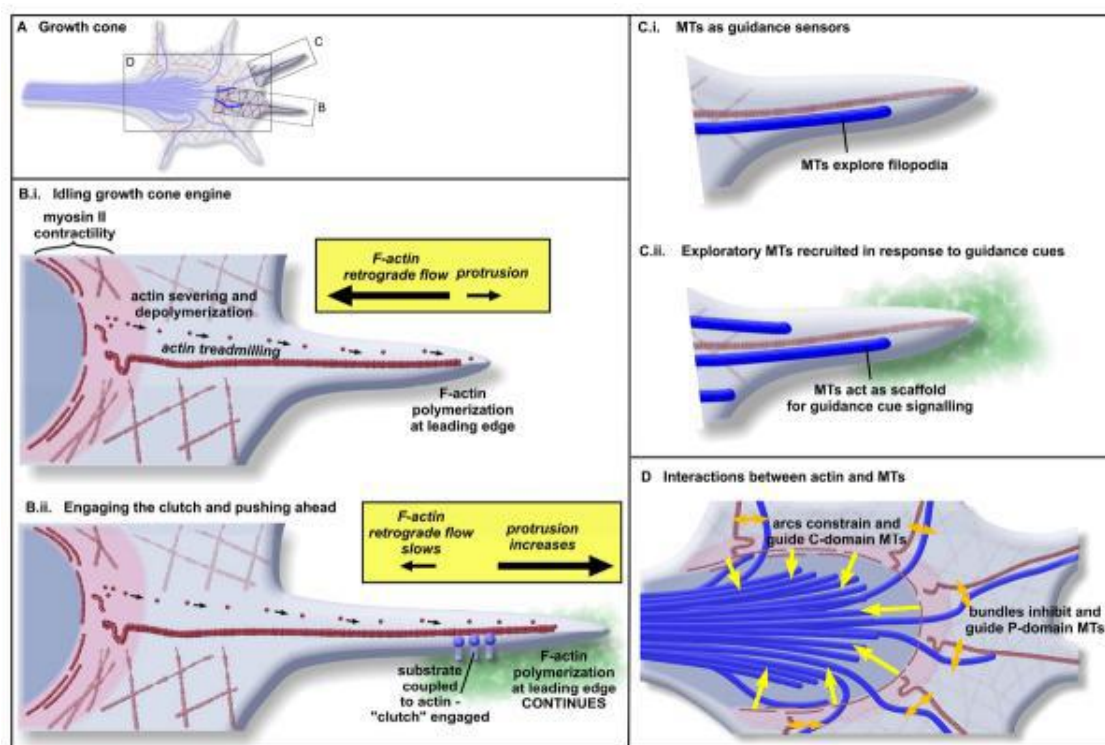 A Growth cone
D
C
B
B.i. Idling growth cone engine
myosin II
contractility
F-actin
retrograde flow
protrusion
actin severing and
depolymerization
actin treadmilling
F-actin
polymerization
at leading edge
B.ii. Engaging the clutch and pushing ahead
F-actin
retrograde flow
slows
protrusion
increases
substrate
coupled
to actin -
"clutch" engaged
F-actin
polymerization
at leading edge
CONTINUES
C.i. MTs as guidance sensors
MTs explore filopodia
C.ii. Exploratory MTs recruited in response to guidance cues
MTs act as scaffold
for guidance cue signalling
D Interactions between actin and MTs
arcs constrain and
guide C-domain MTs
bundles inhibit and
guide P-domain MTs